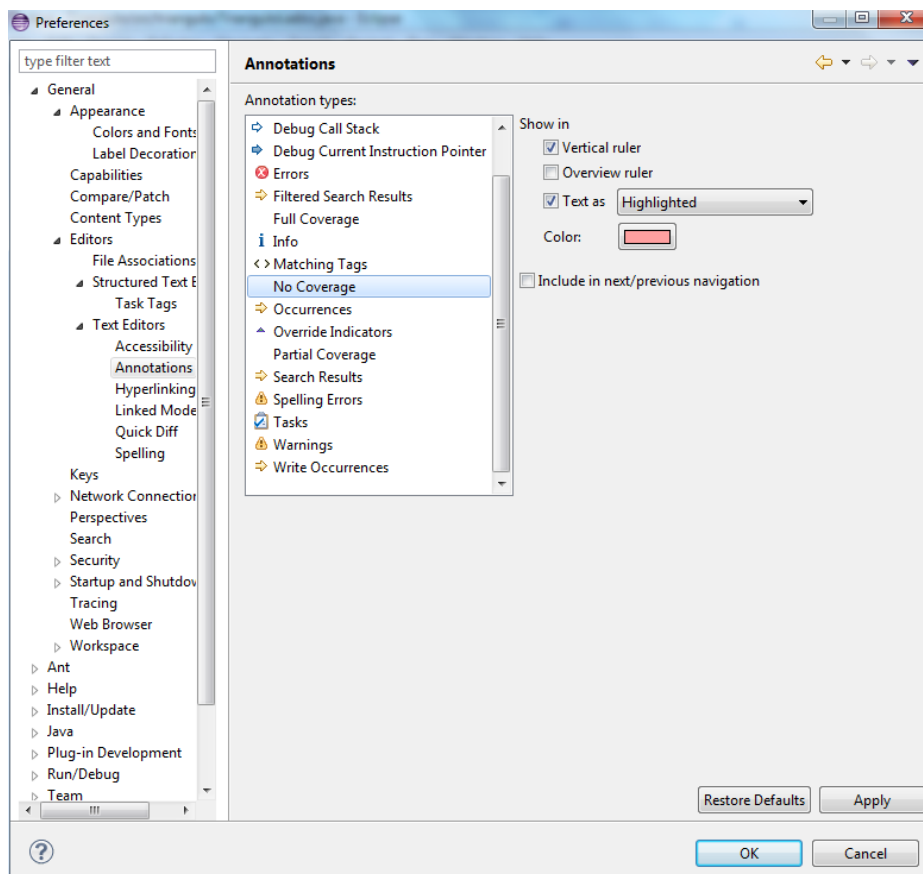 Preferences
type filter text
General
Appearance
Colors and Fonts
Label Decoration
Capabilities
Compare/Patch
Content Types
Editors
File Associations
Structured Text E
Task Tags
Text Editors
Accessibility
Annotations
Hyperlinking
Linked Mode
Quick Diff
Spelling
Keys
Network Connection
Perspectives
Search
Security
Startup and Shutdow
Tracing
Web Browser
Workspace
Ant
Help
Install/Update
Java
Plug-in Development
Run/Debug
Team
Annotations
Annotation types:
Debug Call Stack
Debug Current Instruction Pointer
Errors
Filtered Search Results
Full Coverage
Info
Matching Tags
No Coverage
Occurrences
Override Indicators
Partial Coverage
Search Results
Spelling Errors
Tasks
Warnings
Write Occurrences
Show in
Vertical ruler
Overview ruler
Text as Highlighted
Color:
Include in next/previous navigation
Restore Defaults Apply
OK Cancel